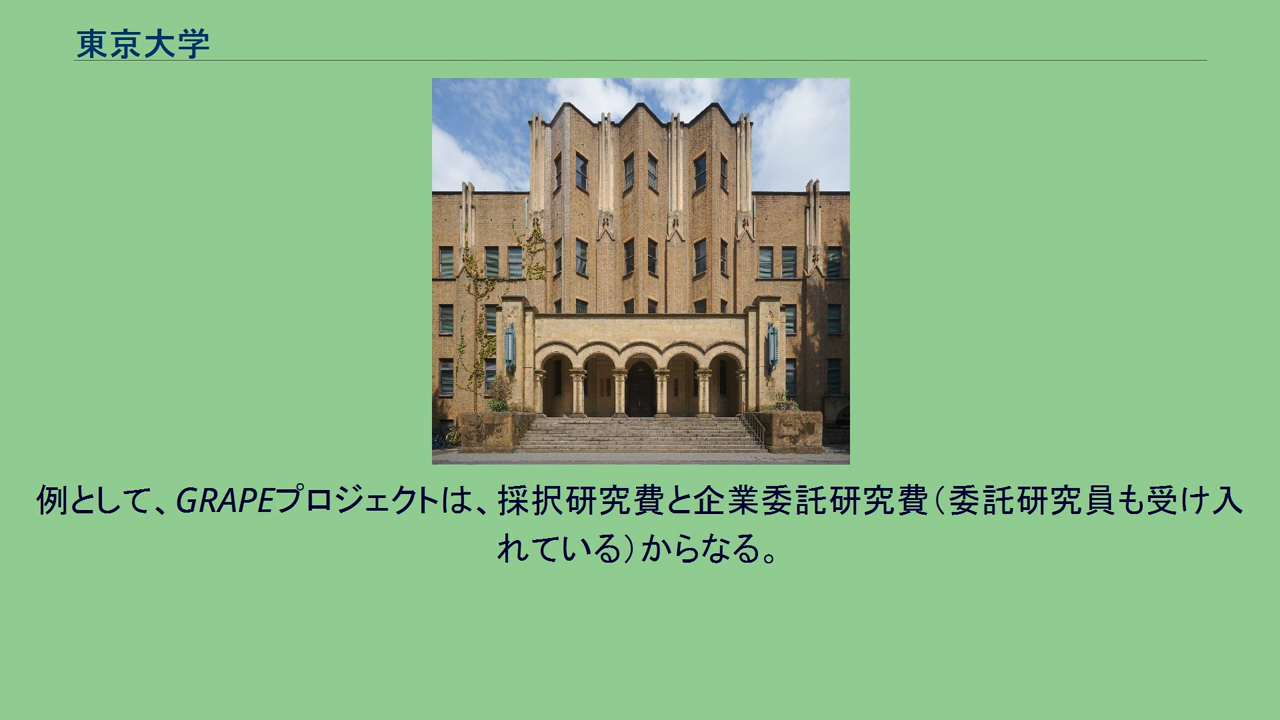 東京大学
例として、GRAPEプロジェクトは、採択研究費と企業委託研究費（委託研究員も受け入
れている）からなる。